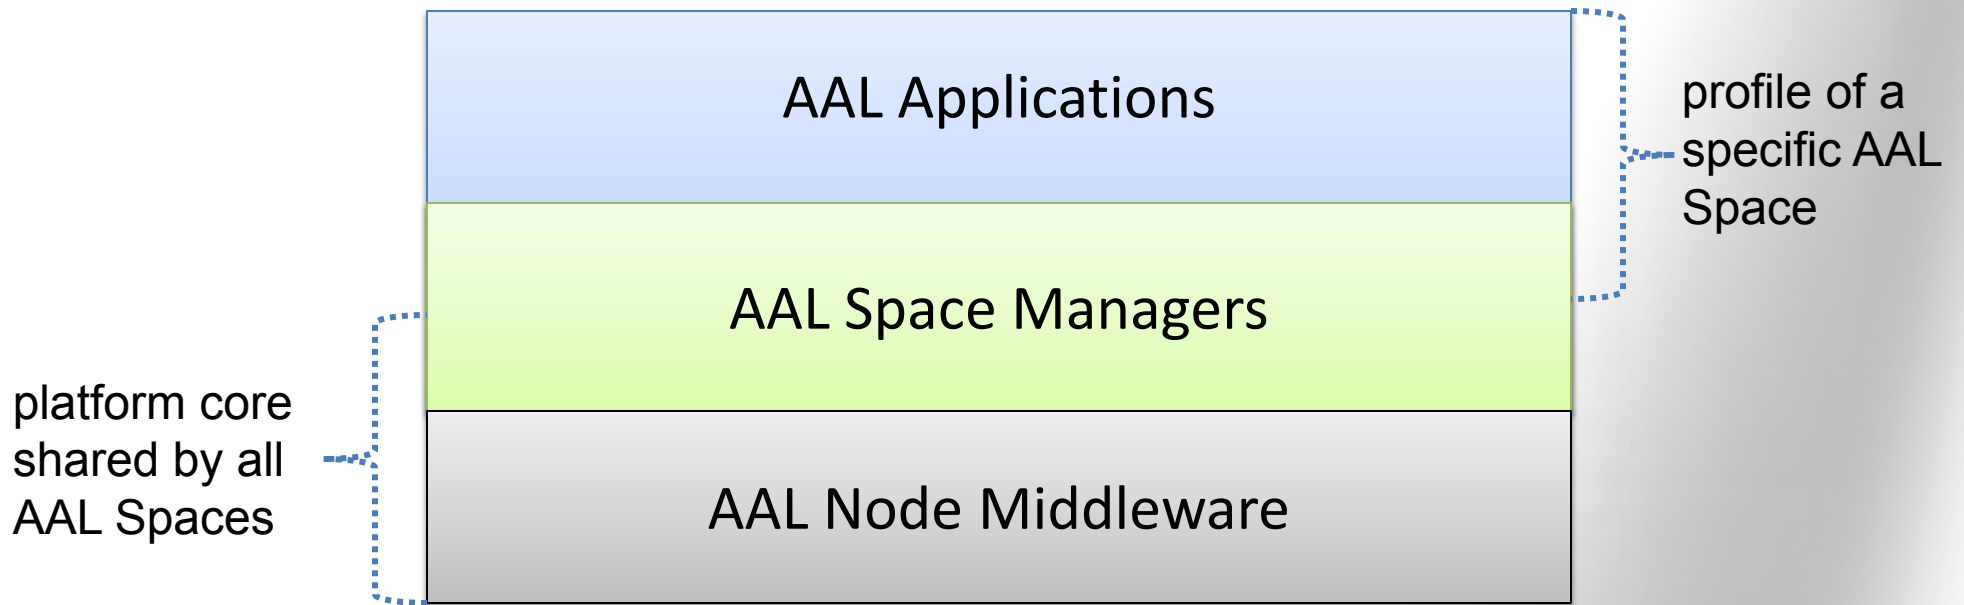 AAL Applications
profile of a
specific AAL
Space
AAL Space Managers
platform core
shared by all
AAL Spaces
AAL Node Middleware